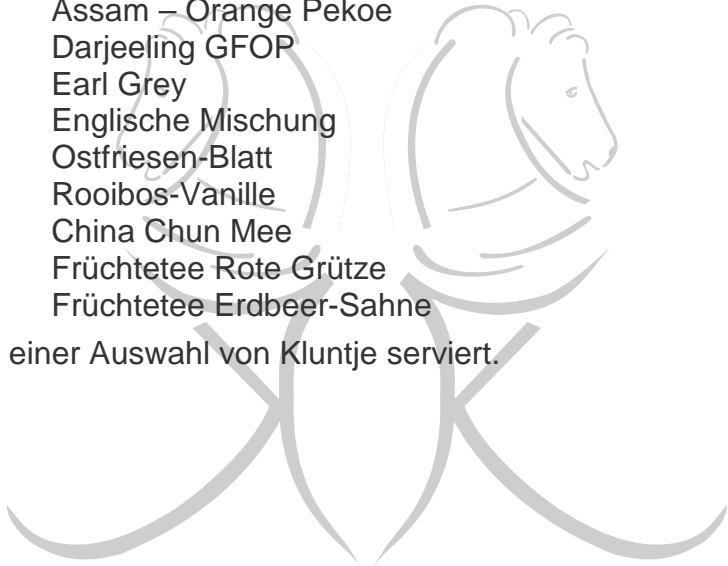 Assam – Orange Pekoe
Darjeeling GFOP
Earl Grey
Englische Mischung
Ostfriesen-Blatt
Rooibos-Vanille
China Chun Mee
Früchtetee Rote Grütze
Früchtetee Erdbeer-Sahne
einer Auswahl von Kluntje serviert.